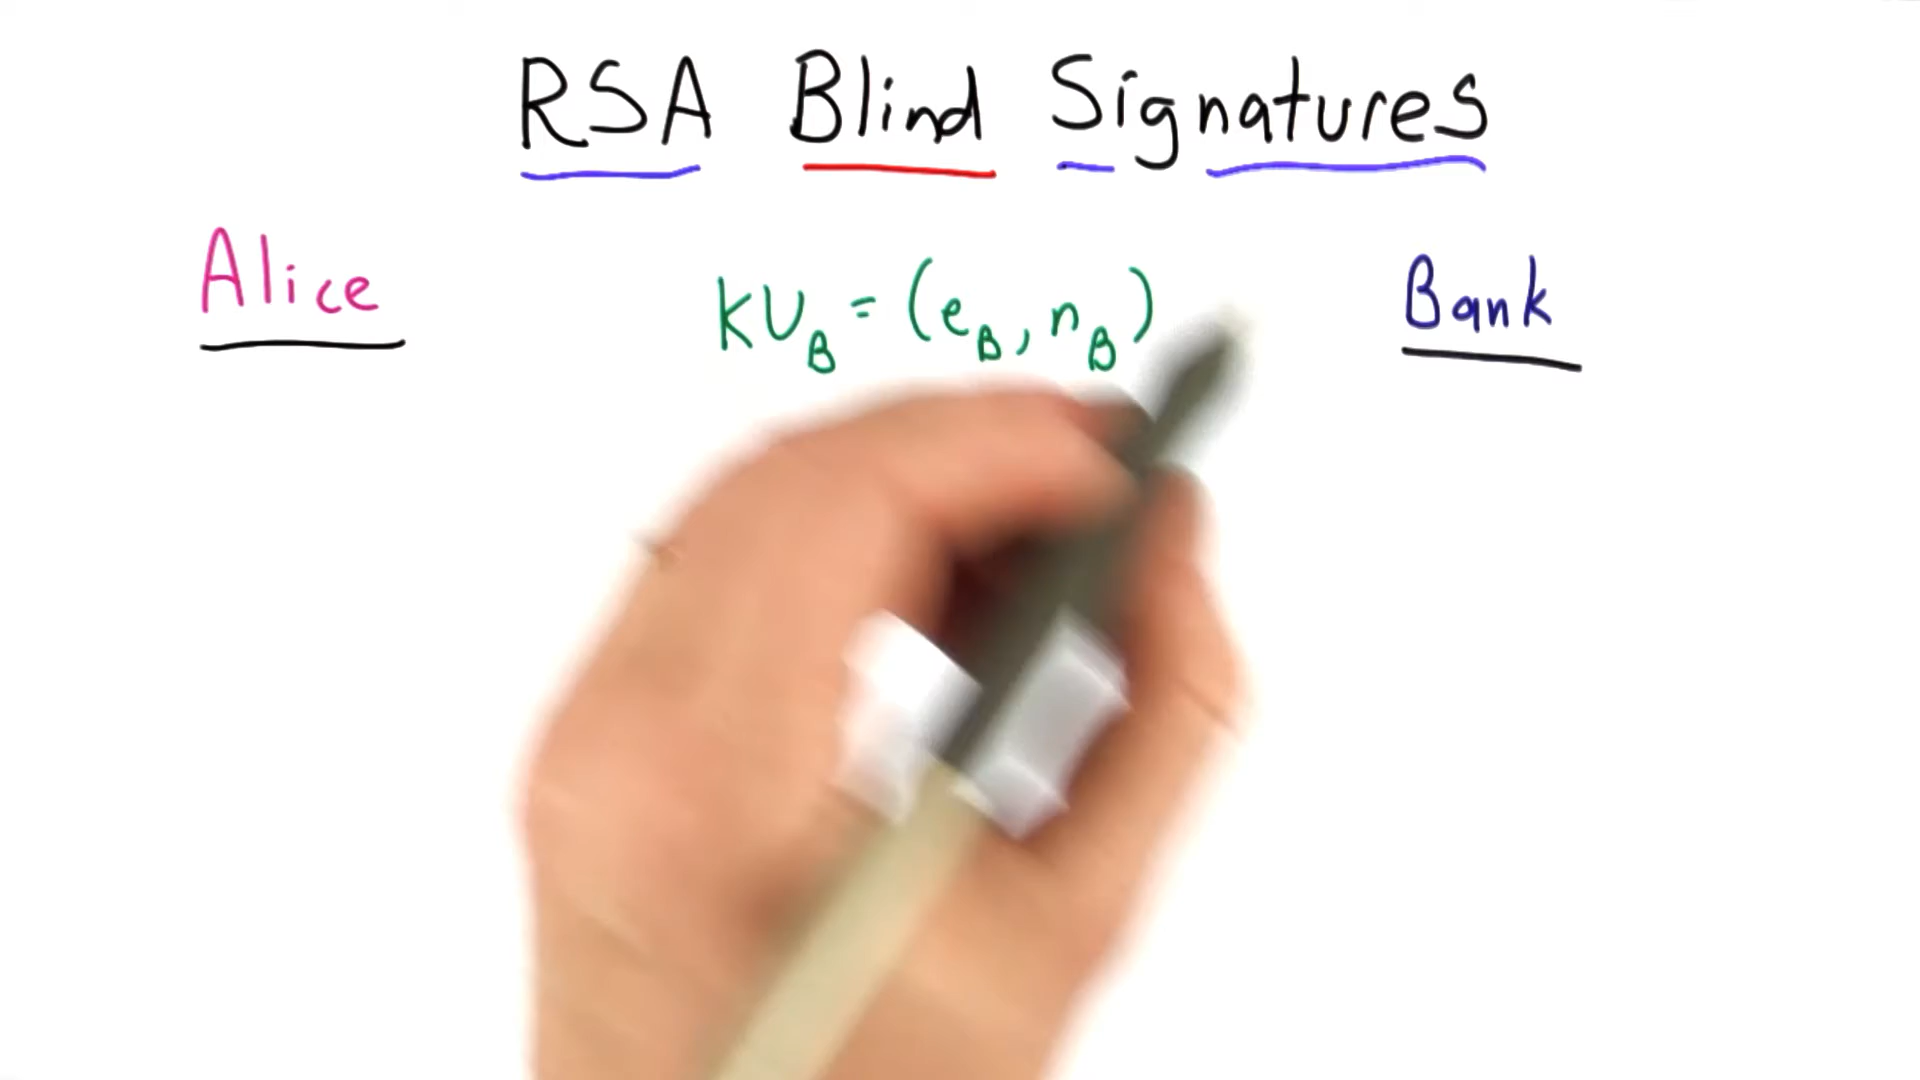 RSA Blind Signatures
Alice
KU_B = (e_B, n_B)
Bank